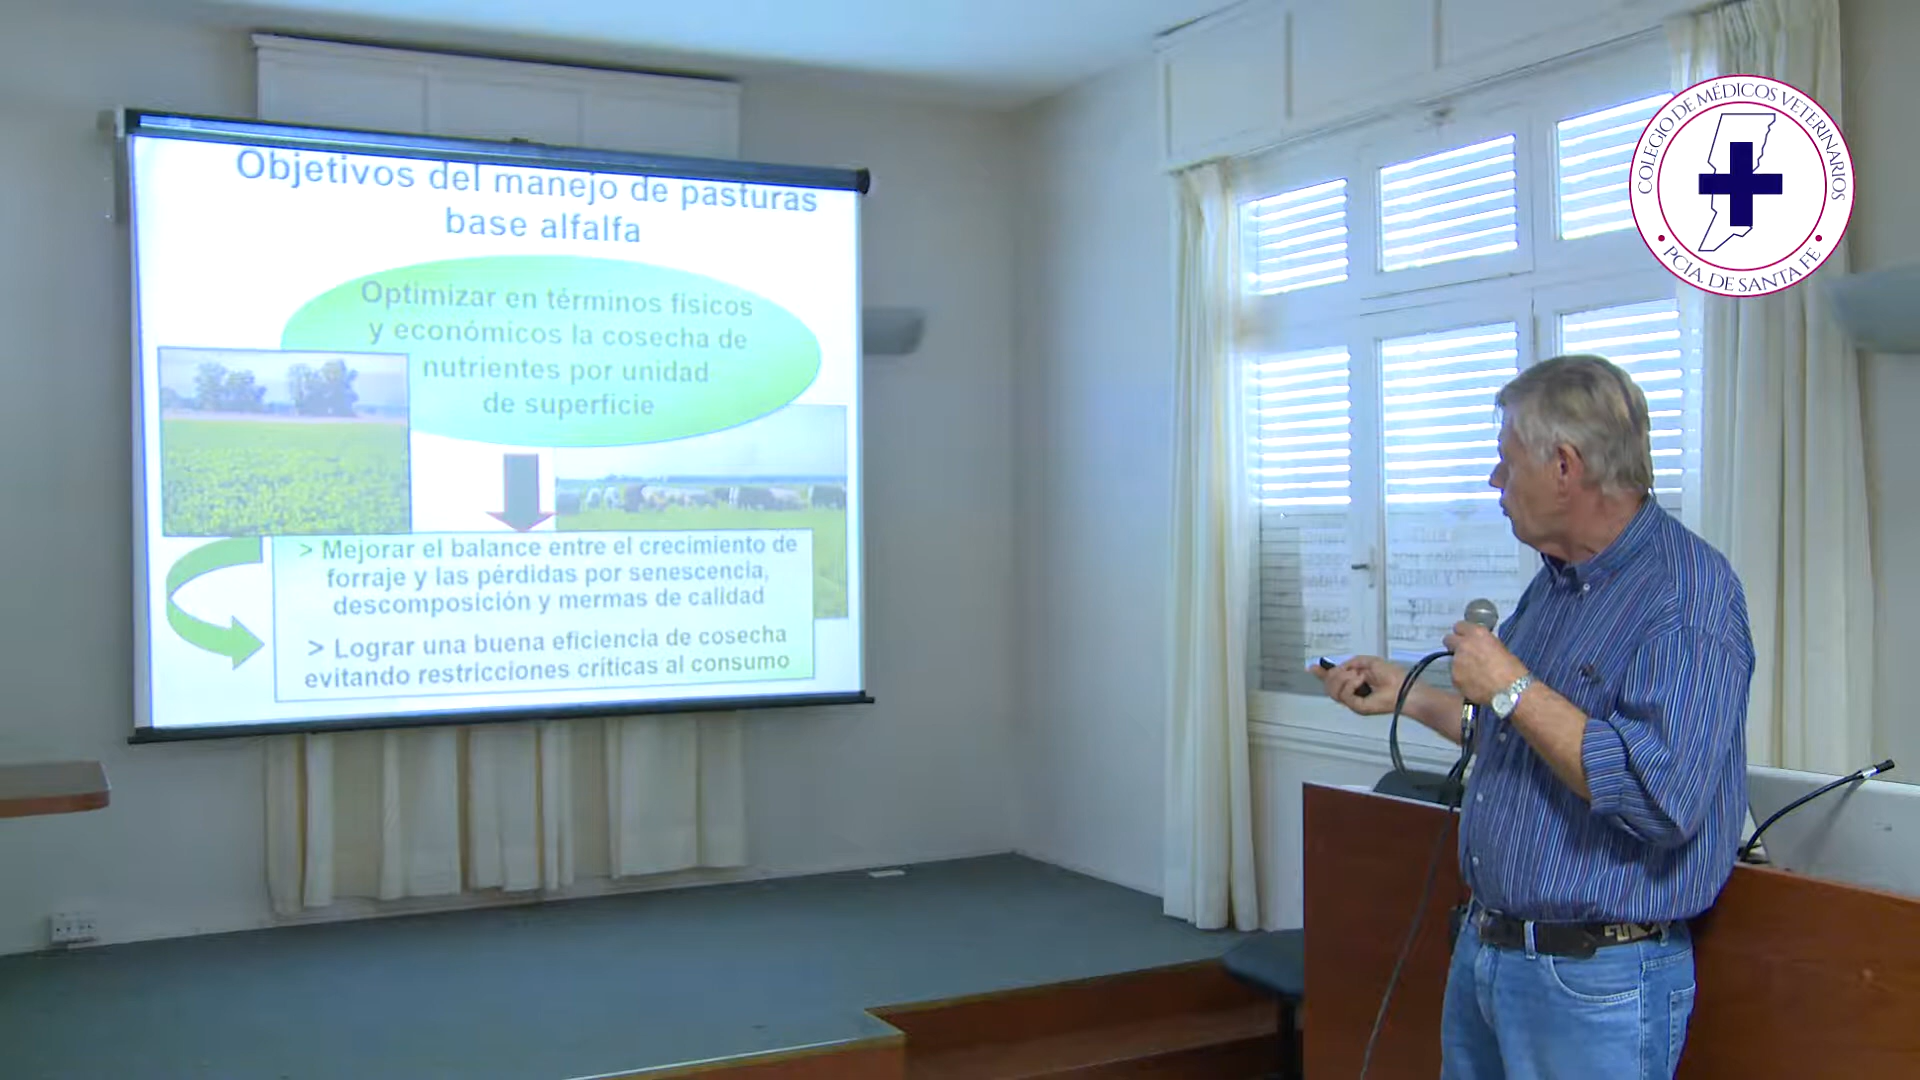 Objetivos del manejo de pasturas
base alfalfa
Optimizar en términos físicos
y económicos la cosecha de
nutrientes por unidad
de superficie
> Mejorar el balance entre el crecimiento de
forraje y las pérdidas por senescencia,
descomposición y mermas de calidad
> Lograr una buena eficiencia de cosecha
evitando restricciones críticas al consumo
COLEGIO DE MÉDICOS VETERINARIOS
• PCIA. DE SANTA FE •